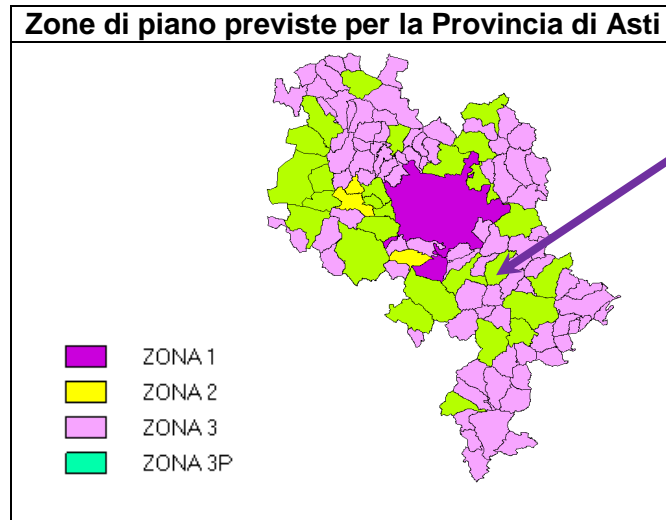 Zone di piano previste per la Provincia di Asti
ZONA 1
ZONA 2
ZONA 3
ZONA 3P